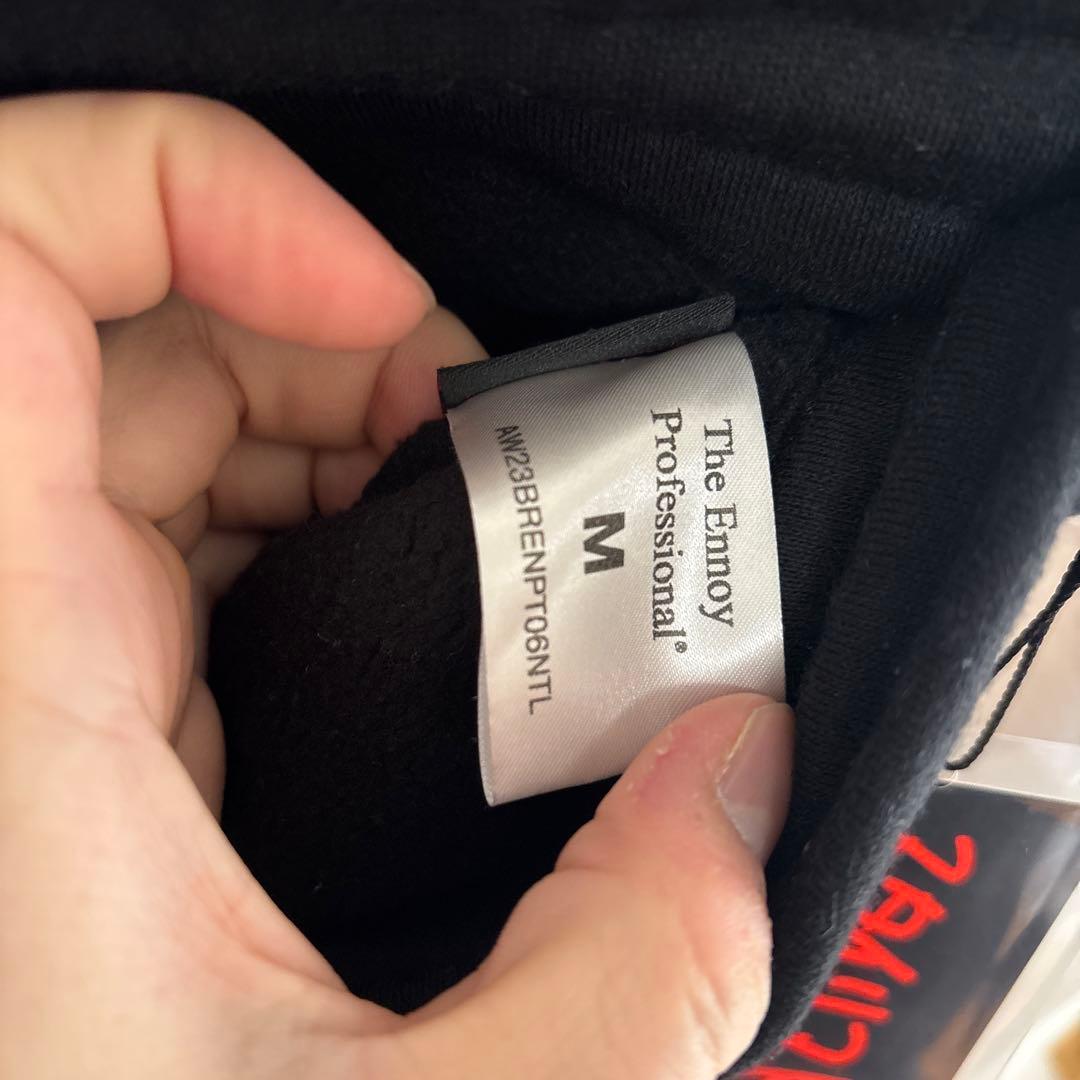 The Ennoy
Professional®
M
AW23BRENPT06NTL